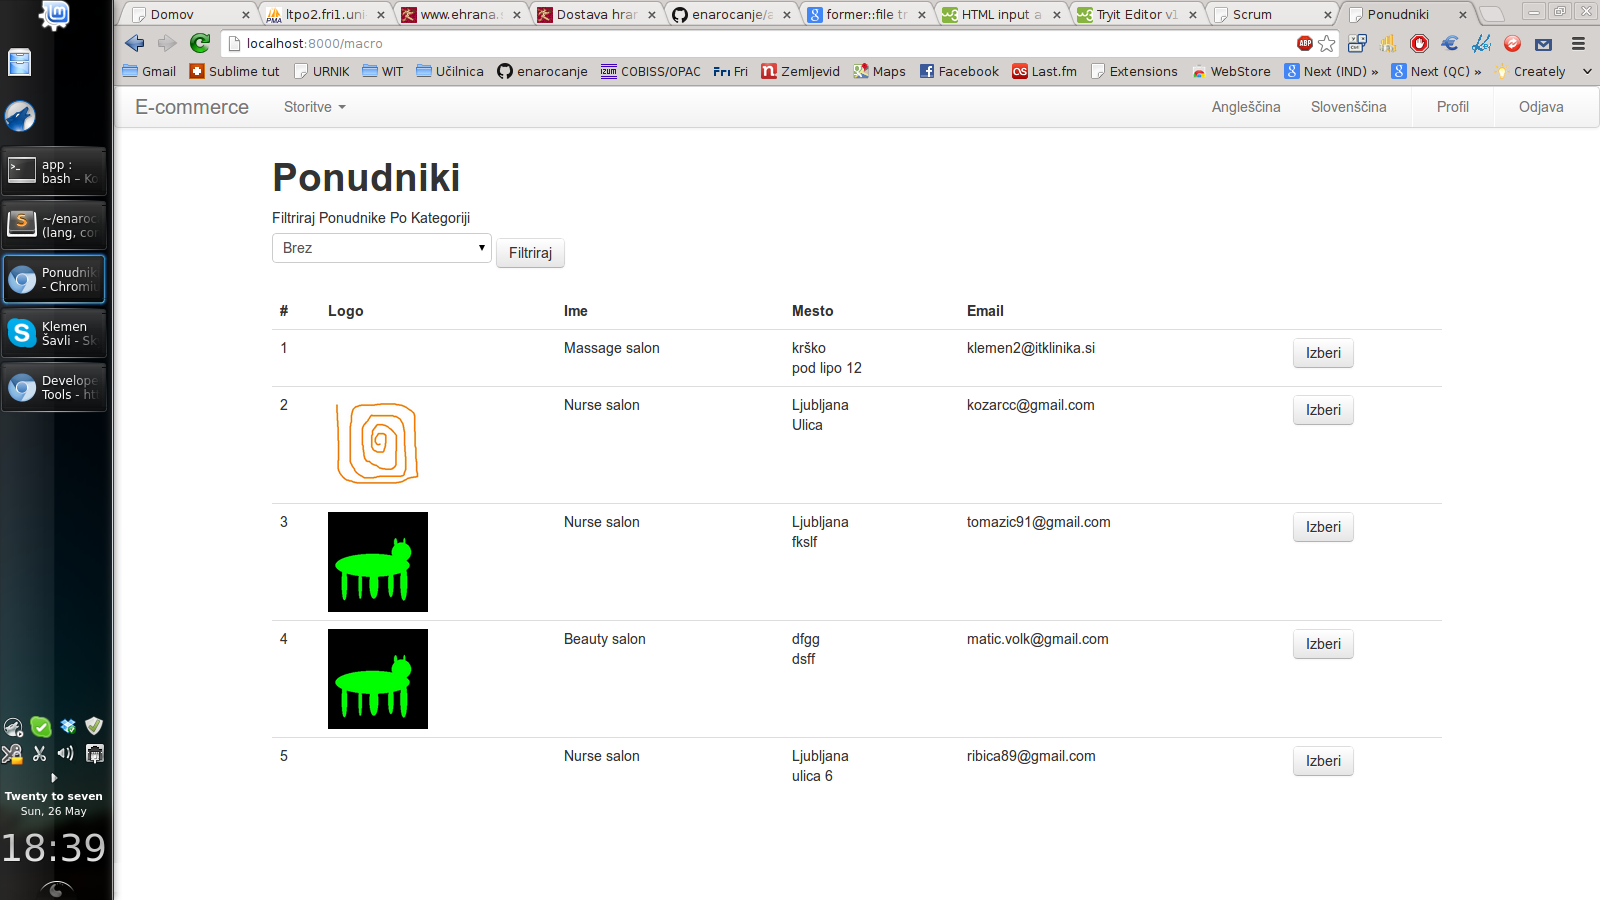 Domov
ltpo2.fri1.uni
www.ehrana.s
Dostava hrar
enarocanje/a
former::file tr
HTML input a
Tryit Editor v1
Scrum
Ponudniki
localhost:8000/macro
Gmail
Sublime tut
URNIK
WIT
Učilnica
enarocanje
COBISS/OPAC
Fri
Zemljevid
Maps
Facebook
Last.fm
Extensions
WebStore
Next (IND) »
Next (QC) »
Creately
E-commerce
Storitve
Angleščina
Slovenščina
Profil
Odjava
Ponudniki
Filtriraj Ponudnike Po Kategoriji
Brez
Filtriraj
# Logo Ime Mesto Email
1 Massage salon krško klemen2@itklinika.si Izberi
pod lipo 12
2 Nurse salon Ljubljana kozarcc@gmail.com Izberi
Ulica
3 Nurse salon Ljubljana tomazic91@gmail.com Izberi
fkslf
4 Beauty salon dfgg matic.volk@gmail.com Izberi
dsff
5 Nurse salon Ljubljana ribica89@gmail.com Izberi
ulica 6
app :
bash – Ko
~/enaroc
(lang, cor
Ponudnik
- Chromiu
Klemen
Šavli - Sk
Develope
Tools - htt
Twenty to seven
Sun, 26 May
18:39